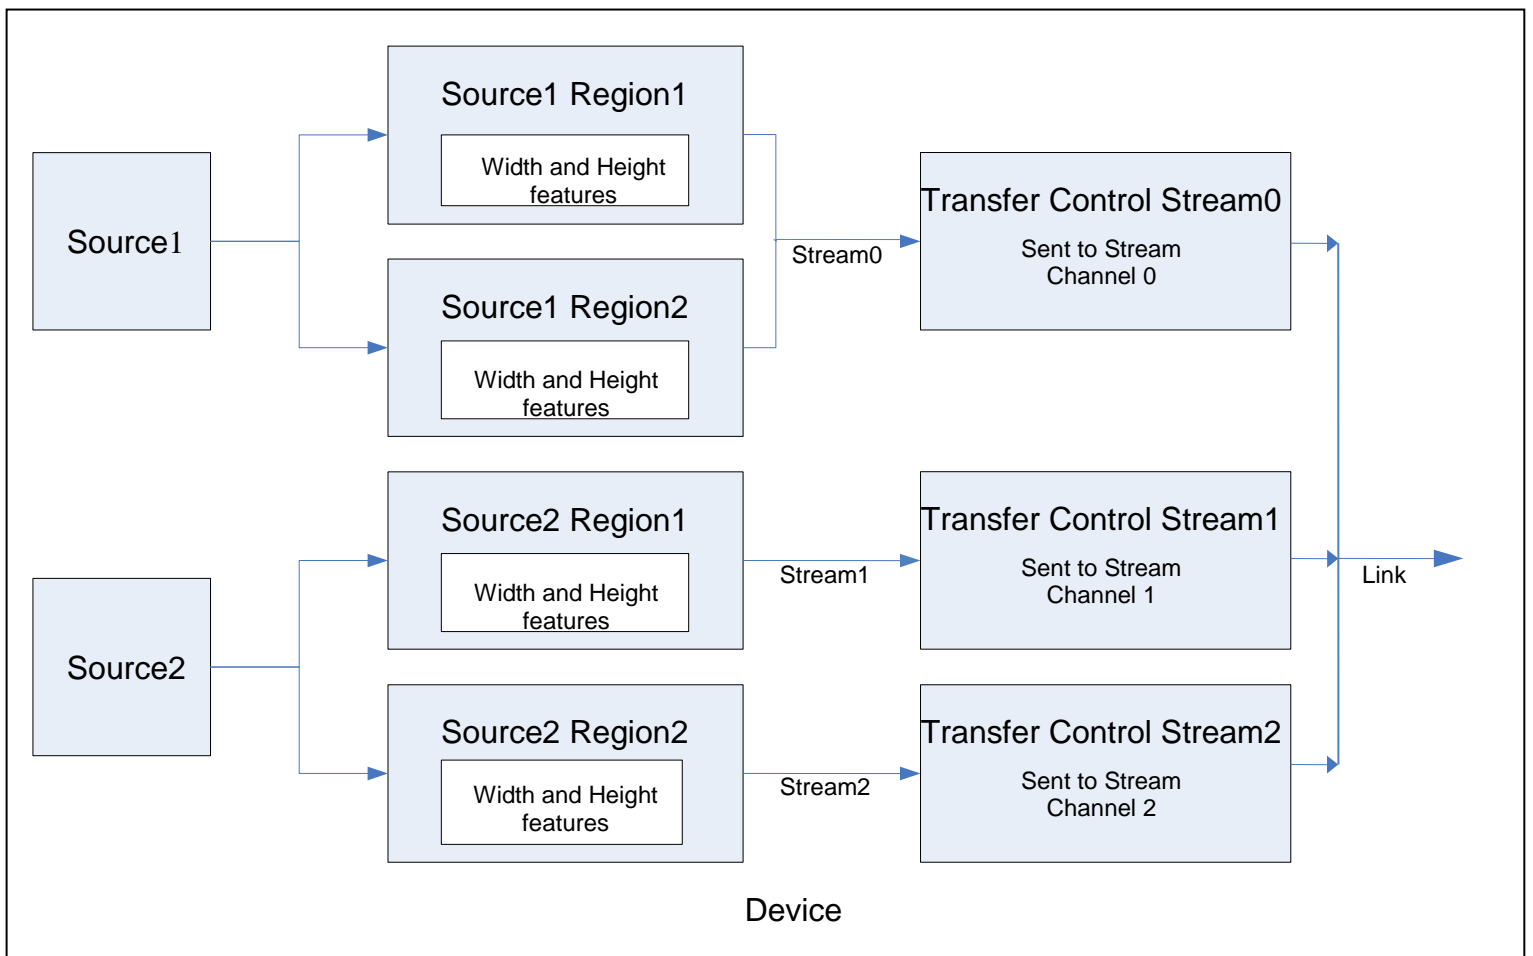 Source1
Source1 Region1
Width and Height
features
Source1 Region2
Width and Height
features
Stream0
Transfer Control Stream0
Sent to Stream
Channel 0
Source2
Source2 Region1
Width and Height
features
Stream1
Transfer Control Stream1
Sent to Stream
Channel 1
Source2 Region2
Width and Height
features
Stream2
Transfer Control Stream2
Sent to Stream
Channel 2
Link
Device